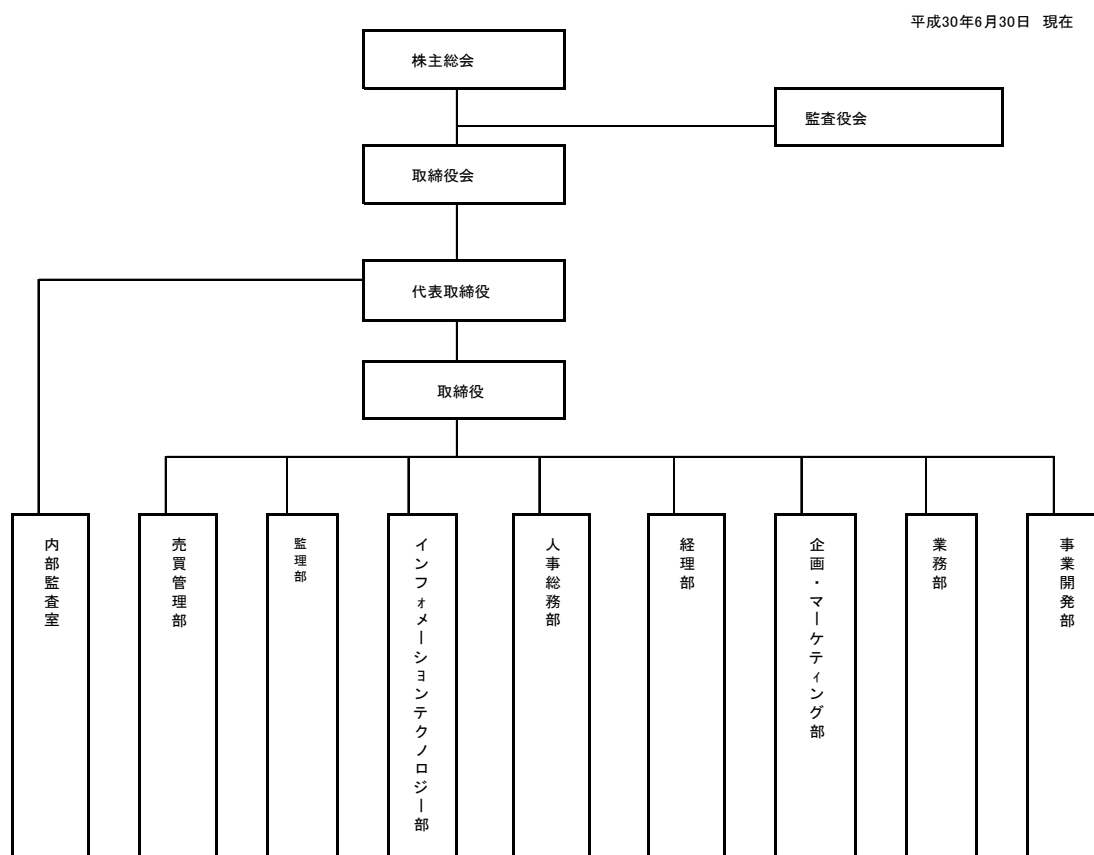 平成30年6月30日 現在
株主総会
監査役会
取締役会
代表取締役
取締役
内部監査室
売買管理部
監理部
インフォメーションテクノロジー部
人事総務部
経理部
企画・マーケティング部
業務部
事業開発部